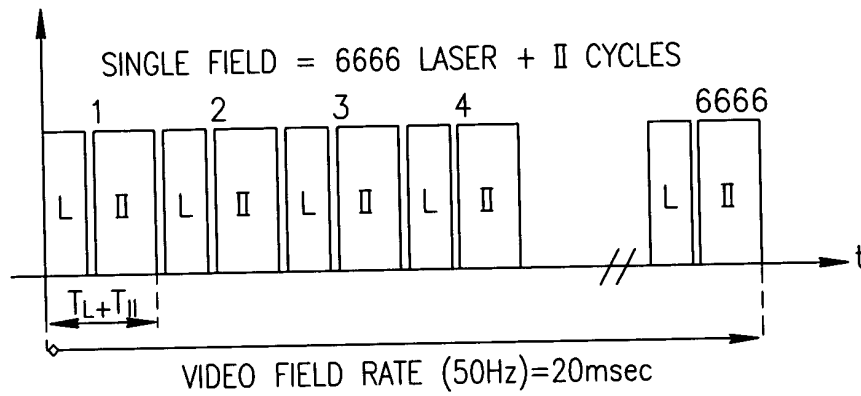 SINGLE FIELD = 6666 LASER + II CYCLES
1 2 3 4 6666
L II L II L II L II L II
t
TL+TII
VIDEO FIELD RATE (50Hz)=20msec